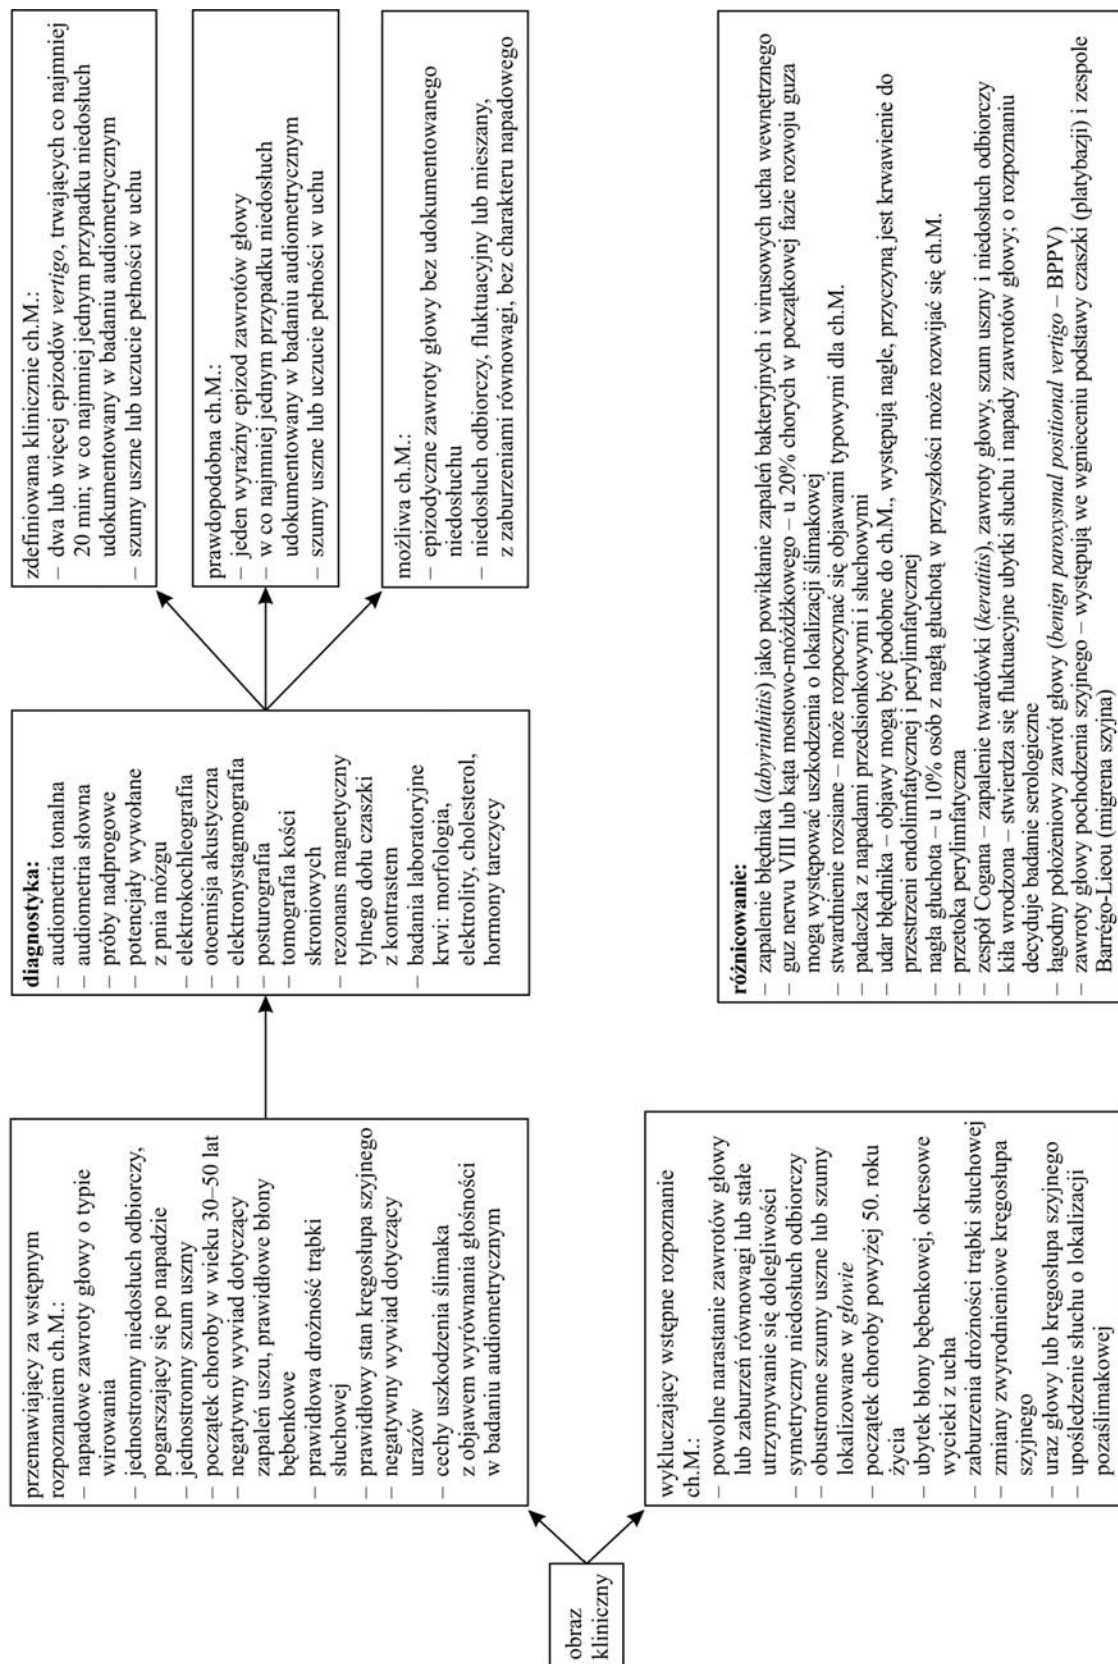 obraz
kliniczny
przemawiający za wstępnym
rozpoznaniem ch.M.:
– napadowe zawroty głowy o typie
wirowania
– jednostronny niedosłuch odbiorczy,
pogarszający się po napadzie
– jednostronny szum uszny
– początek choroby w wieku 30–50 lat
– negatywny wywiad dotyczący
zapaleń uszu, prawidłowe błony
bębenkowe
– prawidłowa drożność trąbki
słuchowej
– prawidłowy stan kręgosłupa szyjnego
– negatywny wywiad dotyczący
urazów
– cechy uszkodzenia ślimaka
z objawem wyrównania głośności
w badaniu audiometrycznym
wykluczający wstępne rozpoznanie
ch.M.:
– powolne narastanie zawrotów głowy
lub zaburzeń równowagi lub stałe
utrzymywanie się dolegliwości
– symetryczny niedosłuch odbiorczy
– obustronne szumy uszne lub szumy
lokalizowane w głowie
– początek choroby powyżej 50. roku
życia
– ubytek błony bębenkowej, okresowe
wycieki z ucha
– zaburzenia drożności trąbki słuchowej
– zmiany zwyrodnieniowe kręgosłupa
szyjnego
– uraz głowy lub kręgosłupa szyjnego
– upośledzenie słuchu o lokalizacji
pozaślimakowej
diagnostyka:
– audiometria tonalna
– audiometria słowna
– próby nadprogowe
– potencjały wywołane
z pnia mózgu
– elektrokochleografia
– otoemisja akustyczna
– elektronystagmografia
– posturografia
– tomografia kości
skroniowych
– rezonans magnetyczny
tylnego dołu czaszki
z kontrastem
– badania laboratoryjne
krwi: morfologia,
elektrolity, cholesterol,
hormony tarczycy
zdefiniowana klinicznie ch.M.:
– dwa lub więcej epizodów vertigo, trwających co najmniej
20 min; w co najmniej jednym przypadku niedosłuch
udokumentowany w badaniu audiometrycznym
– szumy uszne lub uczucie pełności w uchu
prawdopodobna ch.M.:
– jeden wyraźny epizod zawrotów głowy
– w co najmniej jednym przypadku niedosłuch
udokumentowany w badaniu audiometrycznym
– szumy uszne lub uczucie pełności w uchu
możliwa ch.M.:
– epizodyczne zawroty głowy bez udokumentowanego
niedosłuchu
– niedosłuch odbiorczy, fluktuacyjny lub mieszany,
z zaburzeniami równowagi, bez charakteru napadowego
różnicowanie:
– zapalenie błędnika (labyrinthitis) jako powikłanie zapaleń bakteryjnych i wirusowych ucha wewnętrznego
– guz nerwu VIII lub kąta mostowo-móżdżkowego – u 20% chorych w początkowej fazie rozwoju guza
mogą występować uszkodzenia o lokalizacji ślimakowej
– stwardnienie rozsiane – może rozpoczynać się objawami typowymi dla ch.M.
– padaczka z napadami przedsionkowymi i słuchowymi
– udar błędnika – objawy mogą być podobne do ch.M., występują nagle, przyczyną jest krwawienie do
przestrzeni endolimfatycznej i perylimfatycznej
– nagła głuchota – u 10% osób z nagłą głuchotą w przyszłości może rozwijać się ch.M.
– przetoka perylimfatyczna
– zespół Cogana – zapalenie twardówki (keratitis), zawroty głowy, szum uszny i niedosłuch odbiorczy
– kiła wrodzona – stwierdza się fluktuacyjne ubytki słuchu i napady zawrotów głowy; o rozpoznaniu
decyduje badanie serologiczne
– łagodny położeniowy zawrót głowy (benign paroxysmal positional vertigo – BPPV)
– zawroty głowy pochodzenia szyjnego – występują we wgnieceniu podstawy czaszki (platybazji) i zespole
Barrégo-Lieou (migrena szyjna)